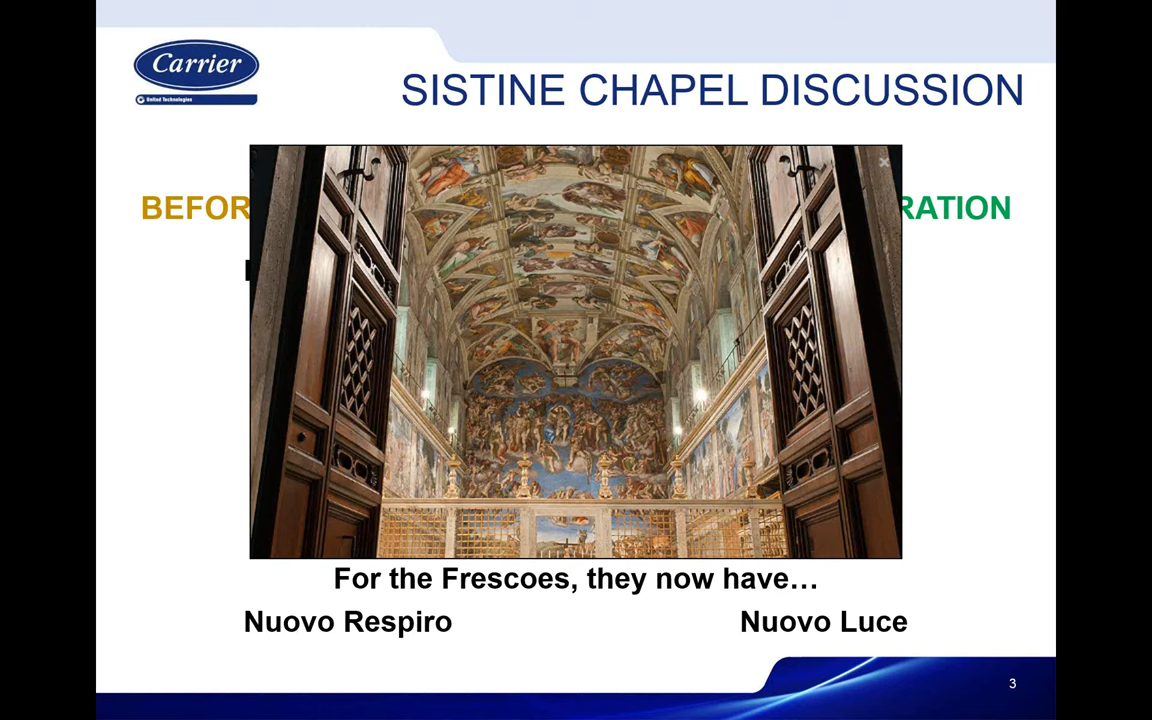 Carrier
United Technologies
SISTINE CHAPEL DISCUSSION
BEFOR
RATION
For the Frescoes, they now have…
Nuovo Respiro
Nuovo Luce
3